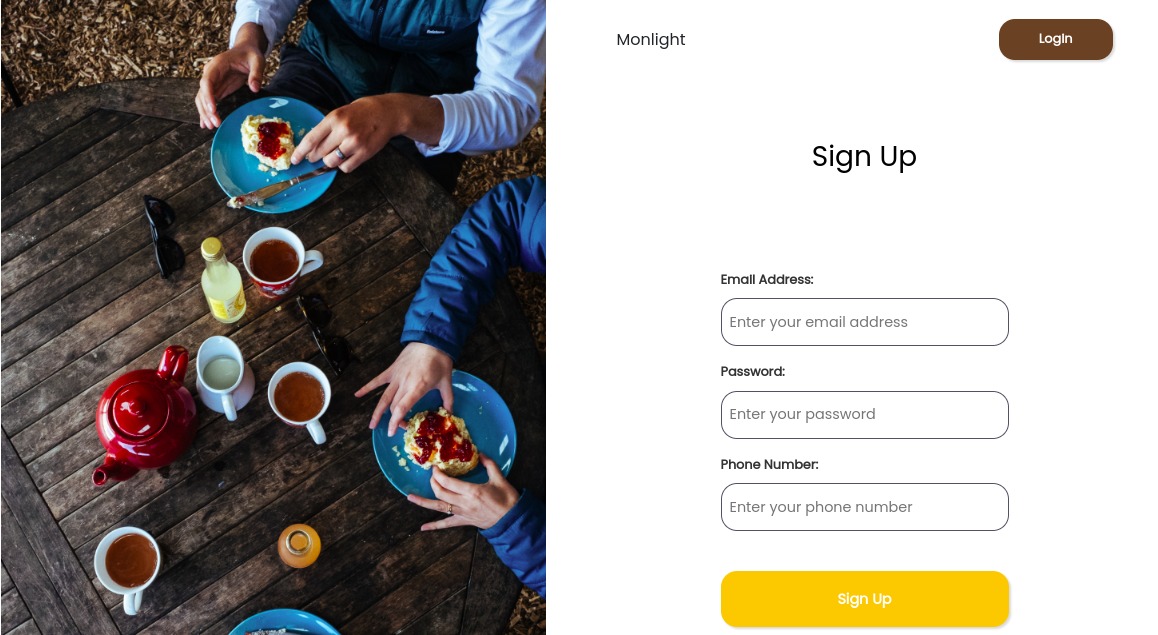 Monlight
Login
Sign Up
Email Address:
Enter your email address
Password:
Enter your password
Phone Number:
Enter your phone number
Sign Up